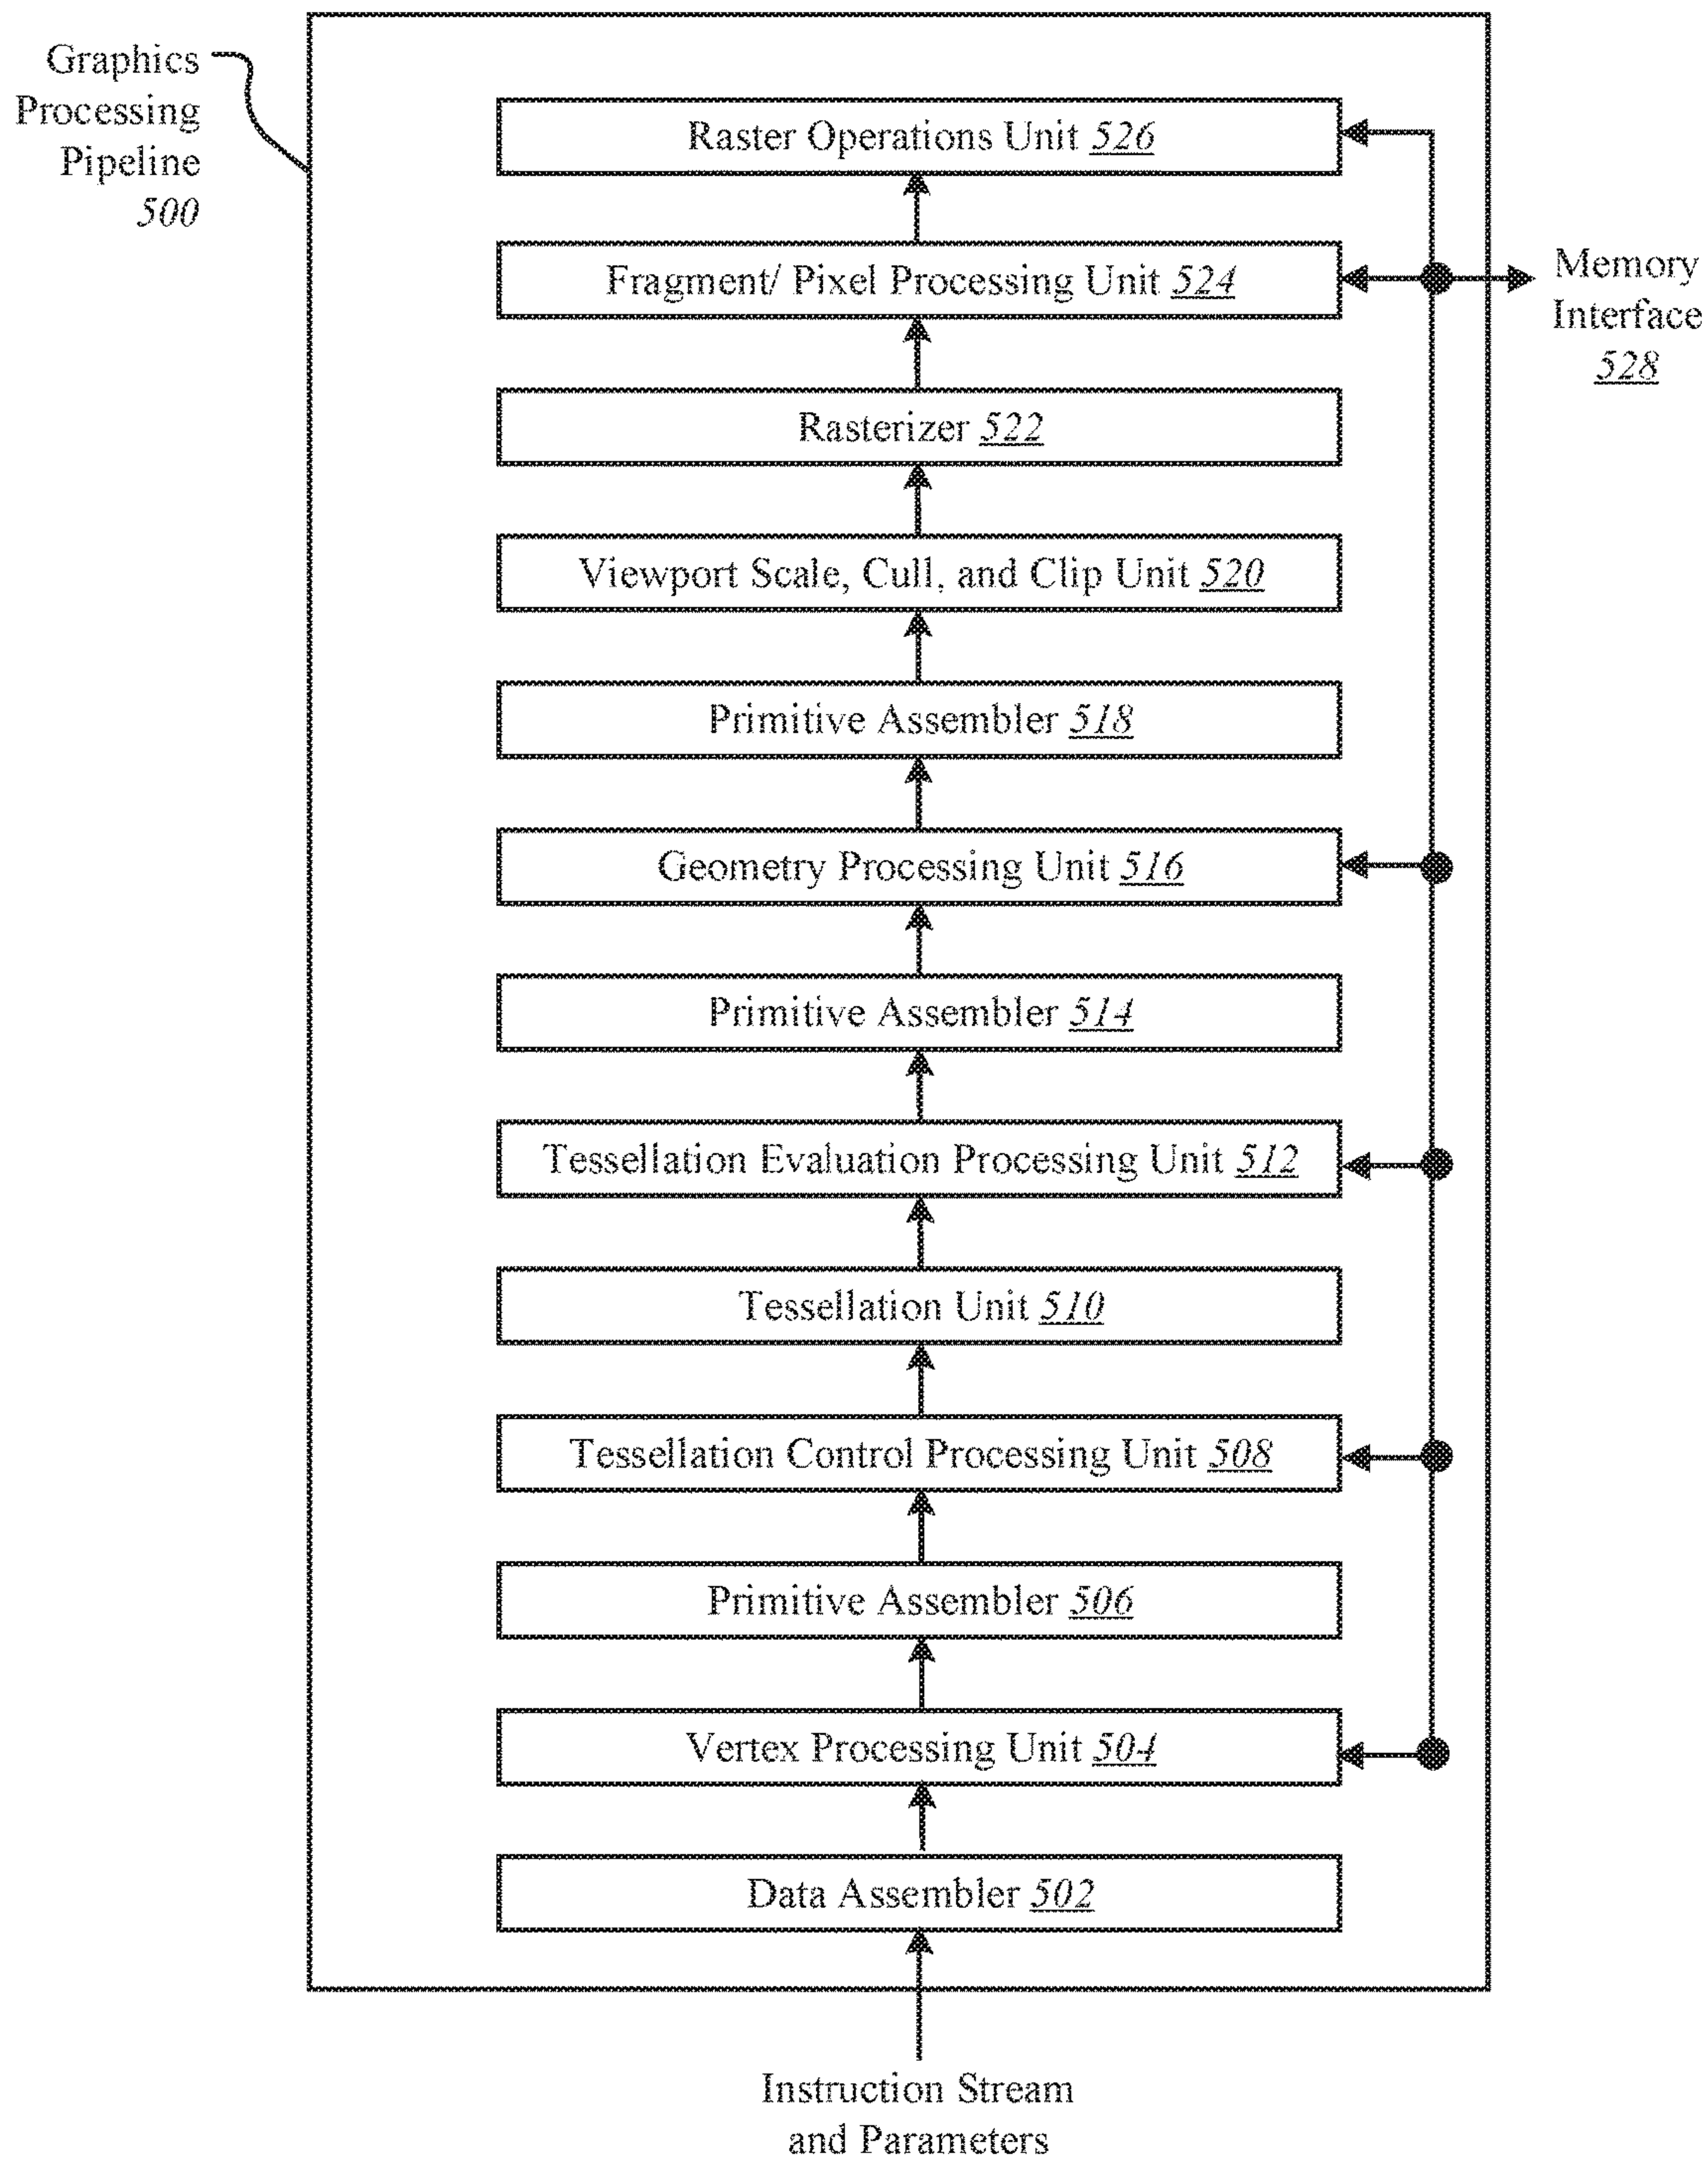 Graphics
Processing
Pipeline
500
Raster Operations Unit 526
Fragment/ Pixel Processing Unit 524
Memory
Interface
528
Rasterizer 522
Viewport Scale, Cull, and Clip Unit 520
Primitive Assembler 518
Geometry Processing Unit 516
Primitive Assembler 514
Tessellation Evaluation Processing Unit 512
Tessellation Unit 510
Tessellation Control Processing Unit 508
Primitive Assembler 506
Vertex Processing Unit 504
Data Assembler 502
Instruction Stream
and Parameters